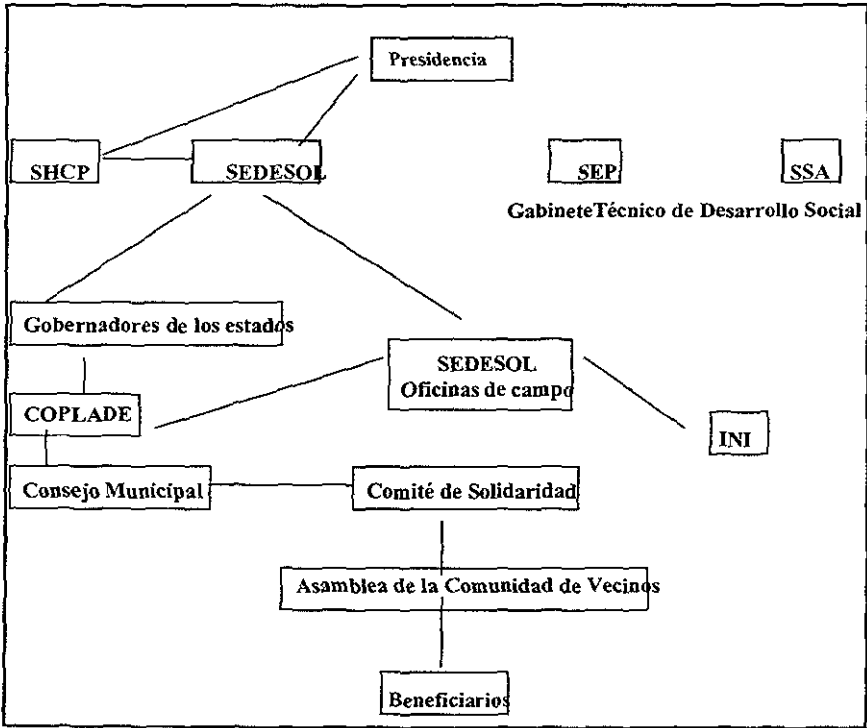 Presidencia
SHCP
SEDESOL
SEP
SSA
GabineteTécnico de Desarrollo Social
Gobernadores de los estados
SEDESOL
Oficinas de campo
COPLADE
INI
Consejo Municipal
Comité de Solidaridad
Asamblea de la Comunidad de Vecinos
Beneficiarios